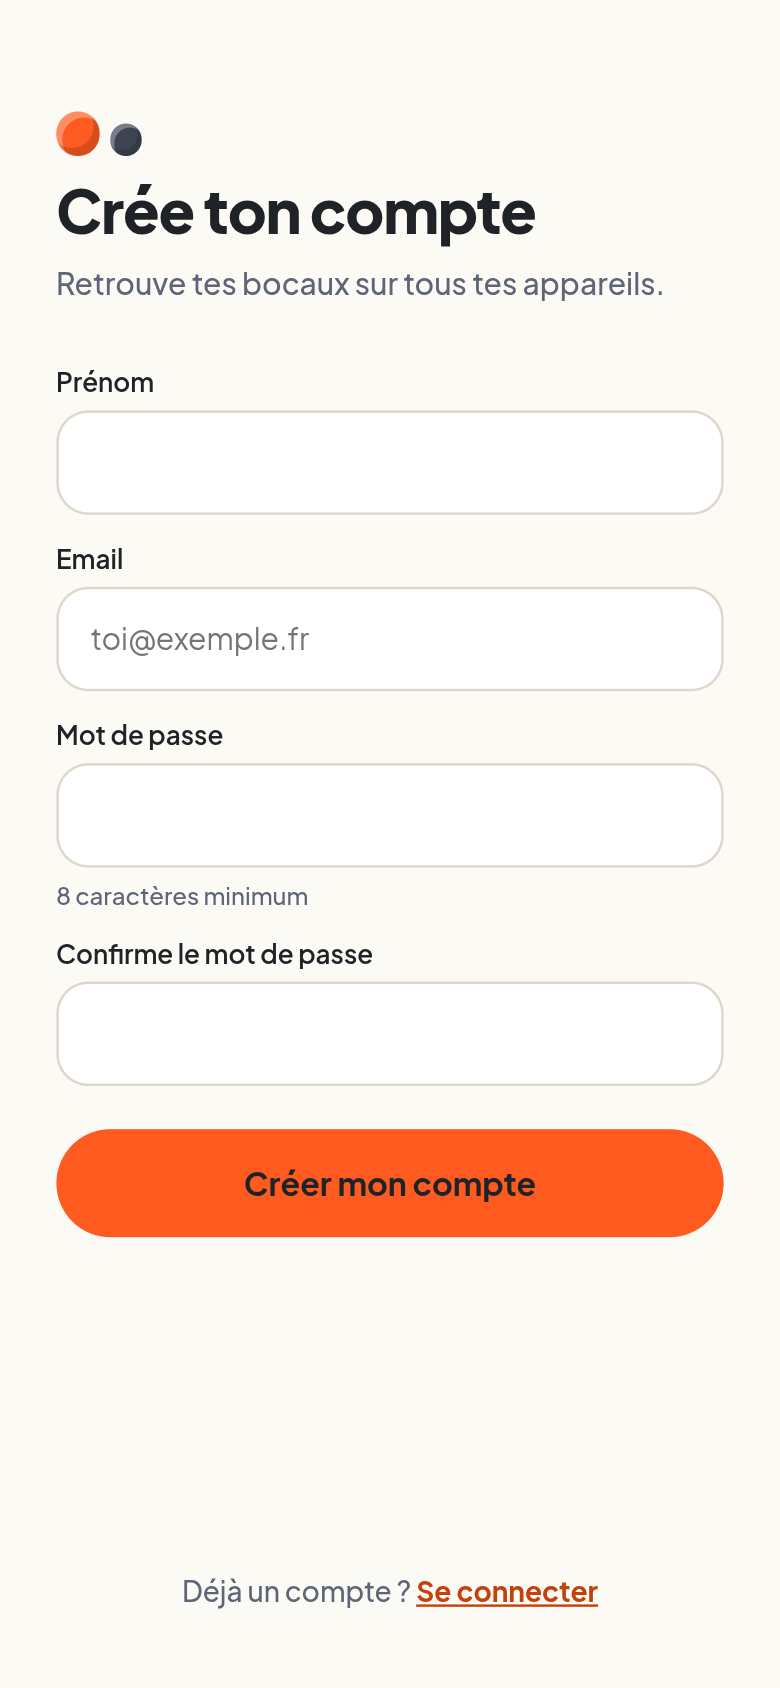 Crée ton compte
Retrouve tes bocaux sur tous tes appareils.
Prénom
Email
toi@exemple.fr
Mot de passe
8 caractères minimum
Confirme le mot de passe
Créer mon compte
Déjà un compte ? Se connecter